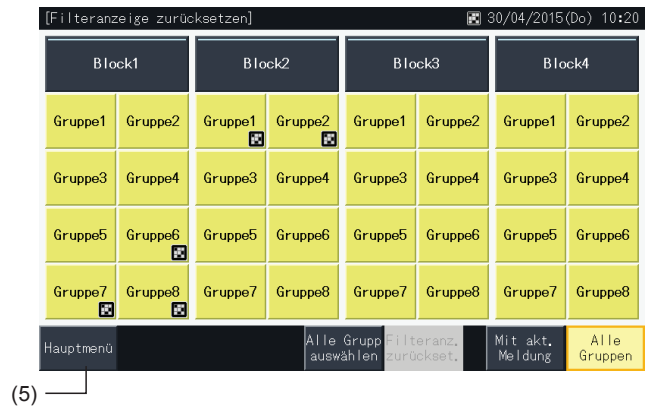 [Filteranzeige zurücksetzen] 30/04/2015(Do) 10:20
Block1 Block2 Block3 Block4
Gruppe1 Gruppe2 Gruppe1 Gruppe2 Gruppe1 Gruppe2 Gruppe1 Gruppe2
Gruppe3 Gruppe4 Gruppe3 Gruppe4 Gruppe3 Gruppe4 Gruppe3 Gruppe4
Gruppe5 Gruppe6 Gruppe5 Gruppe6 Gruppe5 Gruppe6 Gruppe5 Gruppe6
Gruppe7 Gruppe8 Gruppe7 Gruppe8 Gruppe7 Gruppe8 Gruppe7 Gruppe8
Hauptmenü
Alle Grupp
auswählen
Filteranz.
zurückset.
Mit akt.
Meldung
Alle
Gruppen
(5)